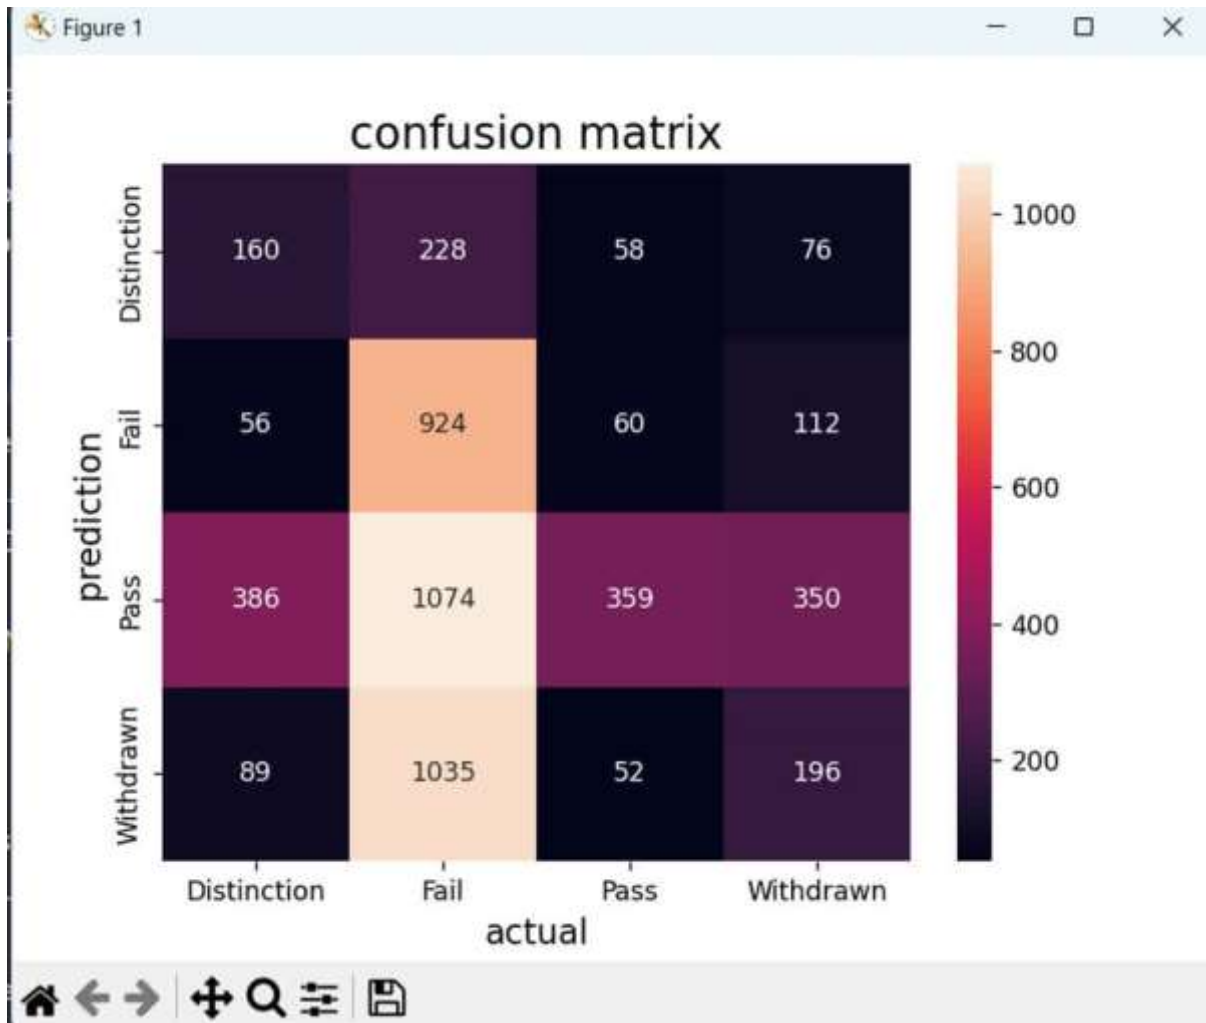 Figure 1
confusion matrix
Distinction 160 228 58 76
1000
800
Fail 56 924 60 112
prediction
600
Pass 386 1074 359 350
400
Withdrawn 89 1035 52 196
200
Distinction Fail Pass Withdrawn
actual